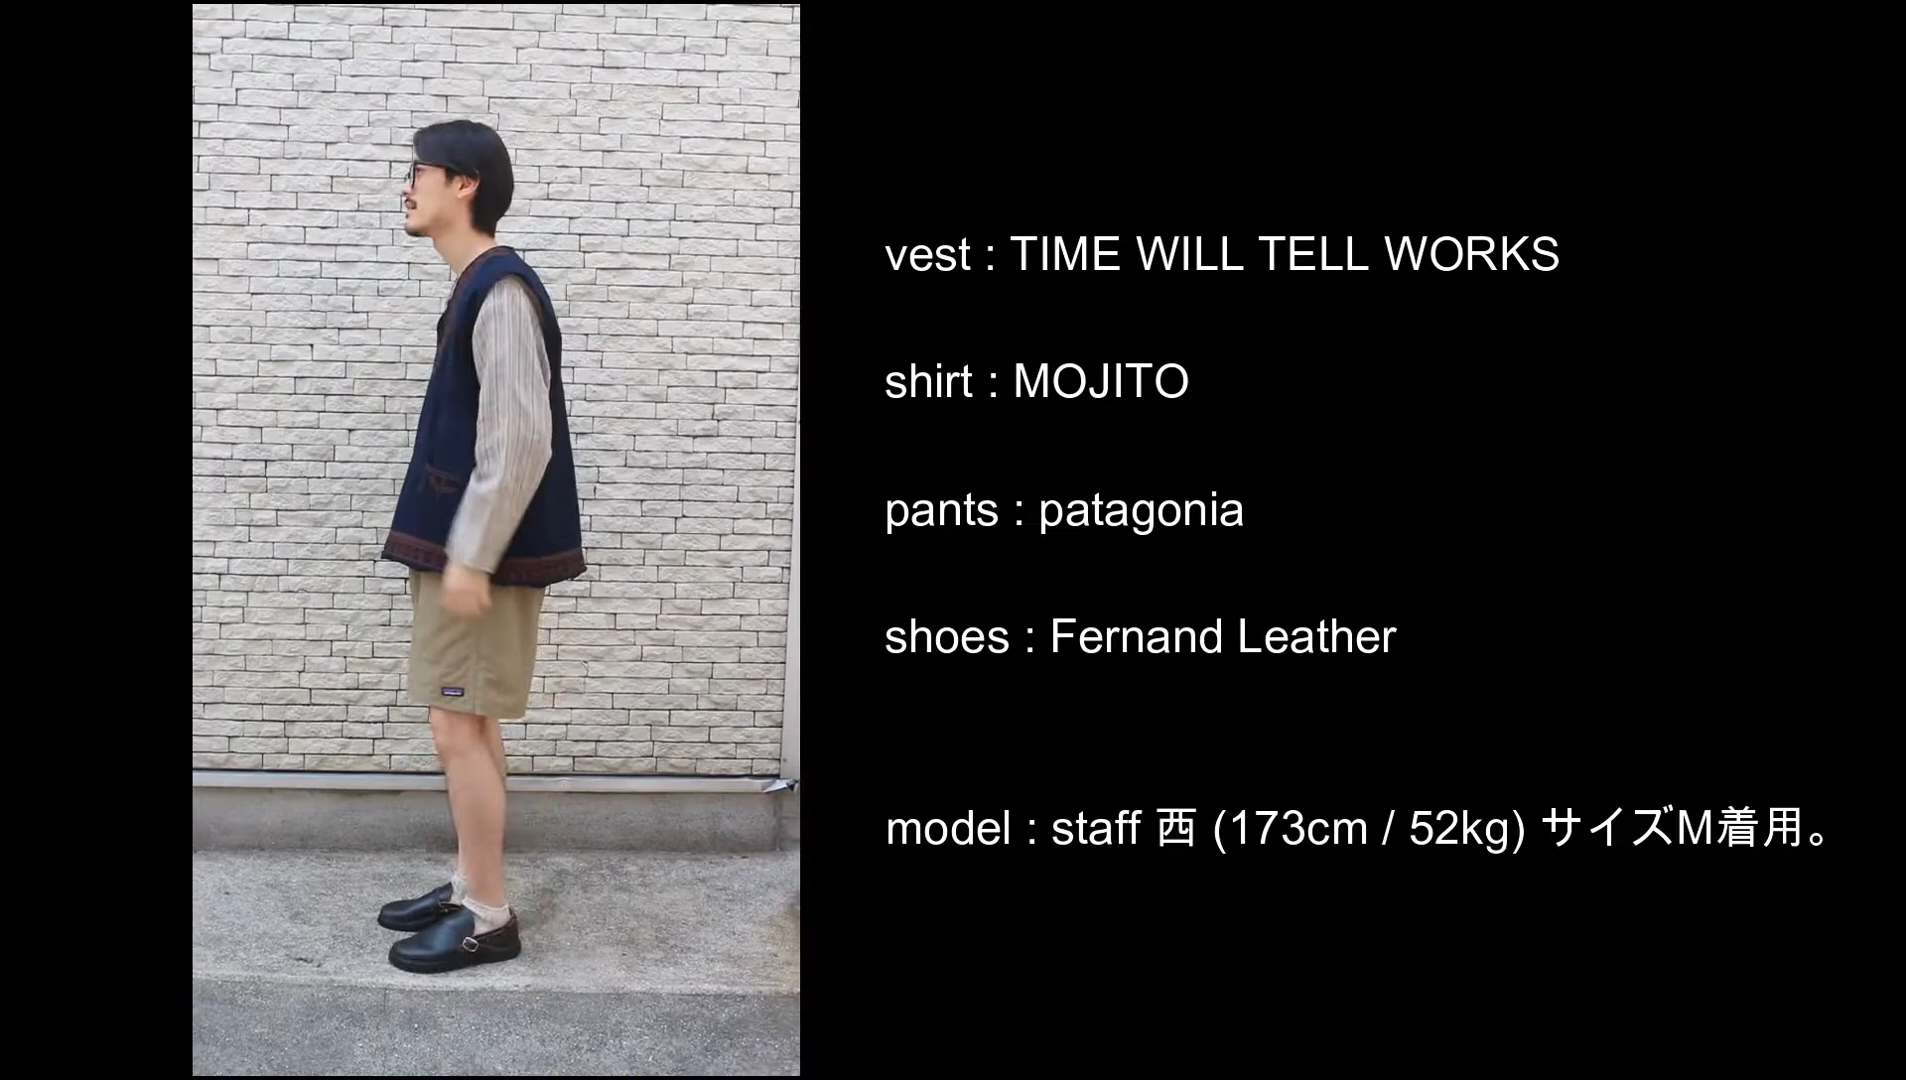 vest : TIME WILL TELL WORKS
shirt : MOJITO
pants : patagonia
shoes : Fernand Leather
model : staff 西 (173cm / 52kg) サイズM着用。